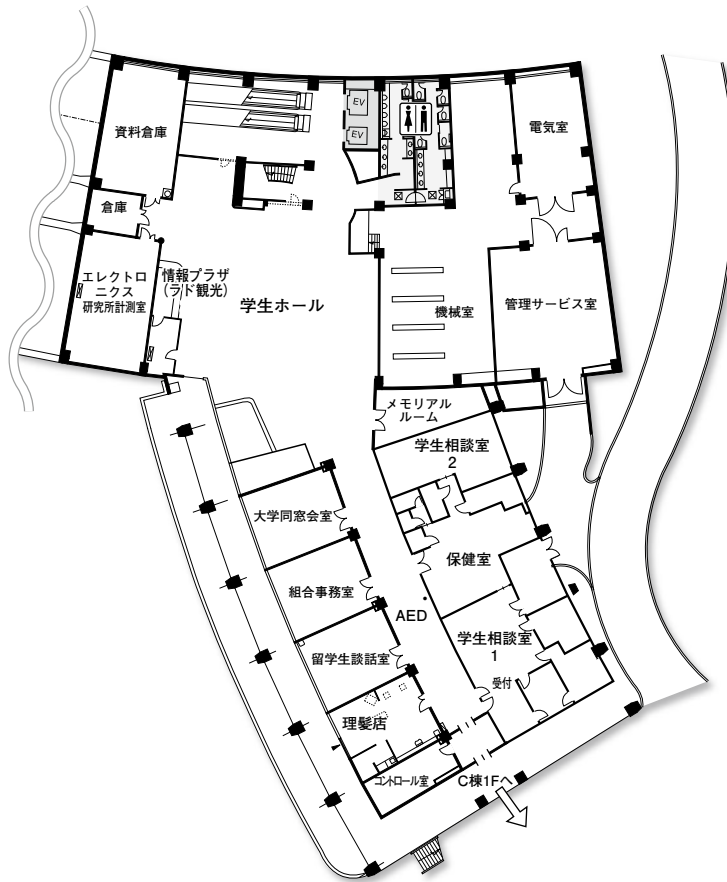 EV
EV
資料倉庫
電気室
倉庫
エレクトロ
ニクス
研究所計測室
情報プラザ
(ラド観光)
学生ホール
機械室
管理サービス室
メモリアル
ルーム
学生相談室
2
大学同窓会室
保健室
組合事務室
AED
学生相談室
1
受付
留学生談話室
理髪店
コントロール室
C棟1Fへ